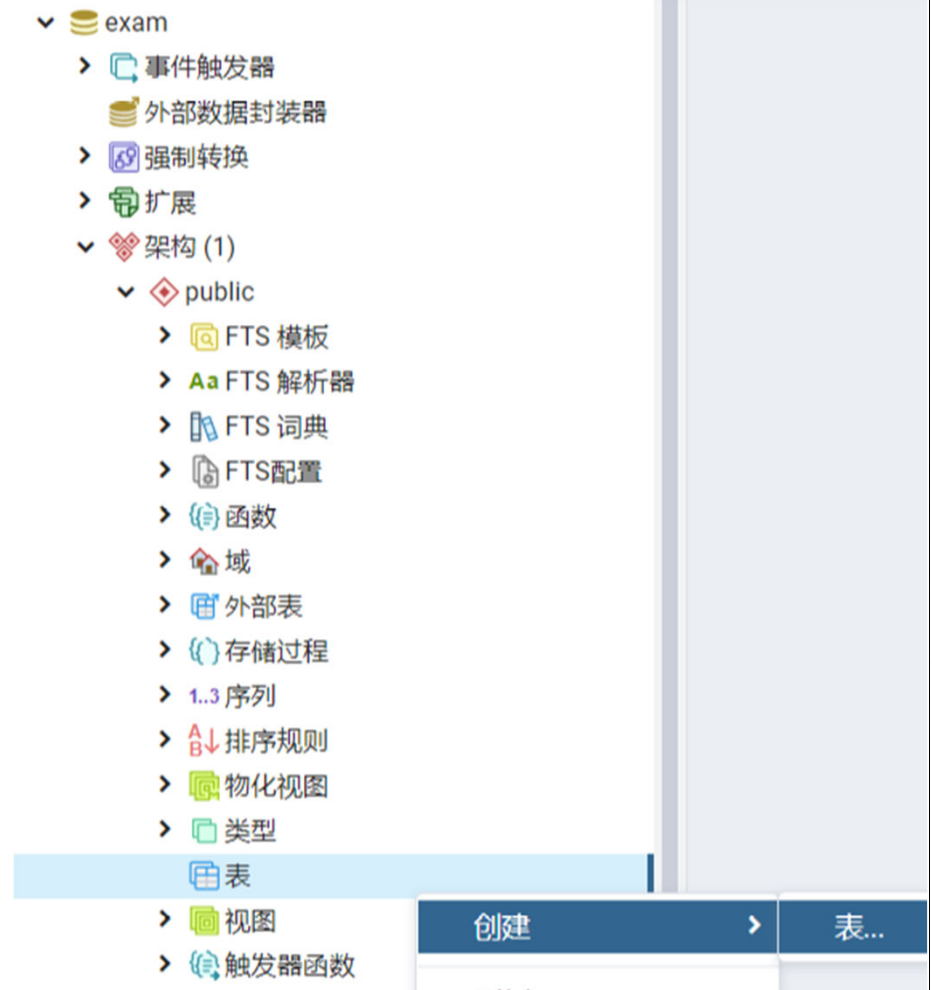 exam
事件触发器
外部数据封装器
强制转换
扩展
架构 (1)
public
FTS 模板
Aa FTS 解析器
FTS 词典
FTS配置
函数
域
外部表
存储过程
1..3 序列
AB 排序规则
物化视图
类型
表
视图
创建
表...
触发器函数